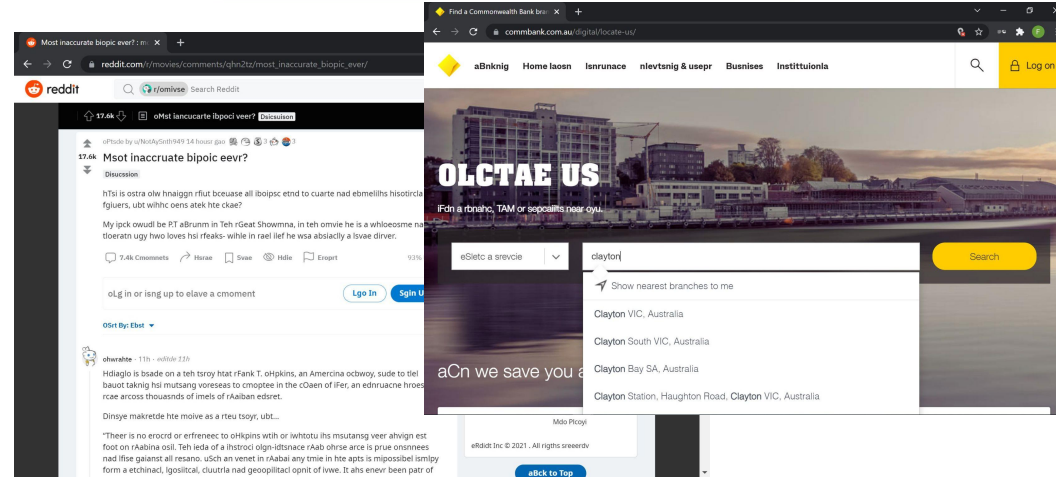 Most inaccurate biopic ever? : mo
reddit.com/r/movies/comments/qhn2tz/most_inaccurate_biopic_ever/
reddit
r/omivse Search Reddit
17.6k oMst iancucarte ibpoci veer? Dsicsuison
oPtsde by u/NotAySnth949 14 housr gao 3 3
17.6k Msot inaccruate bipoic eevr?
Disucssion
hTsi is ostra olw hnaiggn rfiut bceuase all iboipsc etnd to cuarte nad ebmelilhs hisotircla
fgiuers, ubt wihhc oens atek hte ckae?
My ipck owudl be P.T aBrunm in Teh rGeat Showmna, in teh omvie he is a whloeosme na
tloeratn ugy hwo loves hsi rfeaks- wihle in rael ilef he wsa absiaclly a lsvae dirver.
7.4k Cmomnets Hsrae Svae Hdie Eroprt 93%
oLg in or isng up to elave a cmoment
Lgo In
Sgin U
OSrt By: Ebst
ohwrahte · 11h · editde 11h
Hdiaglo is bsade on a teh tsroy htat rFank T. oHpkins, an Amercina ocbwoy, sude to tlel
bauot taknig hsi mutsang voreseas to cmoptee in the cOaen of iFer, an ednruacne hroes
rcae arcoss thouasnds of imels of rAaiban edsret.
Dinsye makretde hte moive as a rteu tsoyr, ubt...
"Theer is no erocrd or erfreneec to oHpkins wtih or iwhtotu ihs msutansg veer ahvign est
foot on rAabina osil. Teh ieda of a ihstroci olgn-idtsnace rAab ohrse arce is prue onsnnees
nad lfise gaianst all resano. uSch an venet in rAabai any tmie in hte apts is mipossibel ismlpy
form a etchinacl, lgositcal, cluutrla nad geoopilitacl opnit of ivwe. It ahs enevr been patr of
Mdo Plcoyi
eRdidt Inc © 2021 . All rigths sreeerdv
aBck to Top
Find a Commonwealth Bank bran
commbank.com.au/digital/locate-us/
aBnknig Home laosn Isnrunace nlevtsnig & usepr Busnises Instittuionla
Log on
OLCTAE US
iFdn a rbnahc, TAM or sepcailits near oyu.
eSletc a srevcie
clayton
Search
Show nearest branches to me
Clayton VIC, Australia
Clayton South VIC, Australia
Clayton Bay SA, Australia
Clayton Station, Haughton Road, Clayton VIC, Australia
aCn we save you a